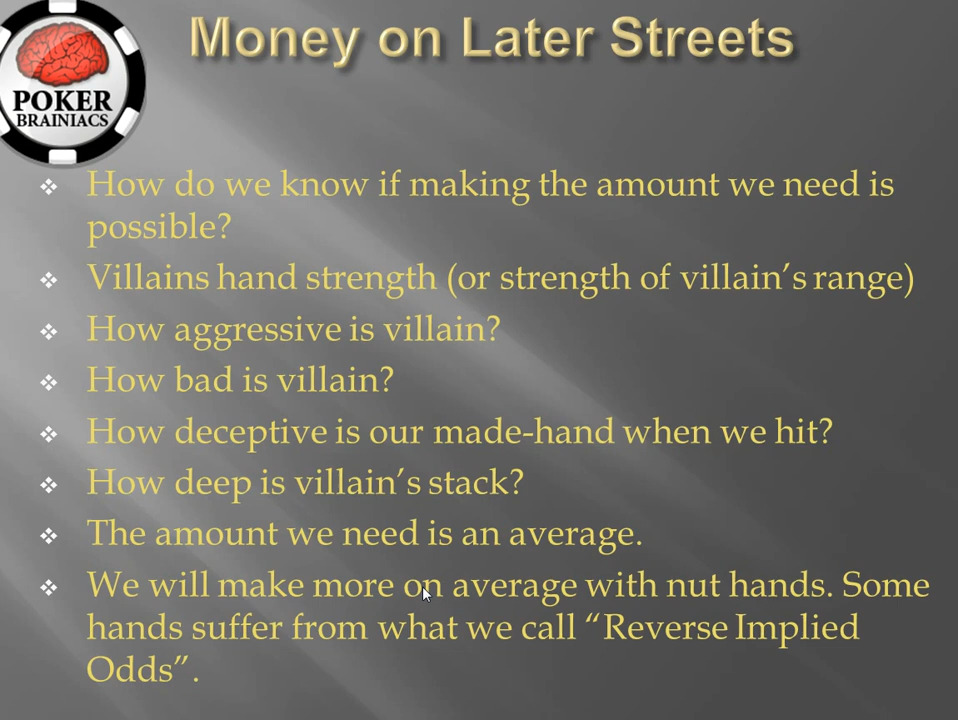 Money on Later Streets
POKER
BRAINIACS
How do we know if making the amount we need is
possible?
Villains hand strength (or strength of villain's range)
How aggressive is villain?
How bad is villain?
How deceptive is our made-hand when we hit?
How deep is villain's stack?
The amount we need is an average.
We will make more on average with nut hands. Some
hands suffer from what we call “Reverse Implied
Odds”.